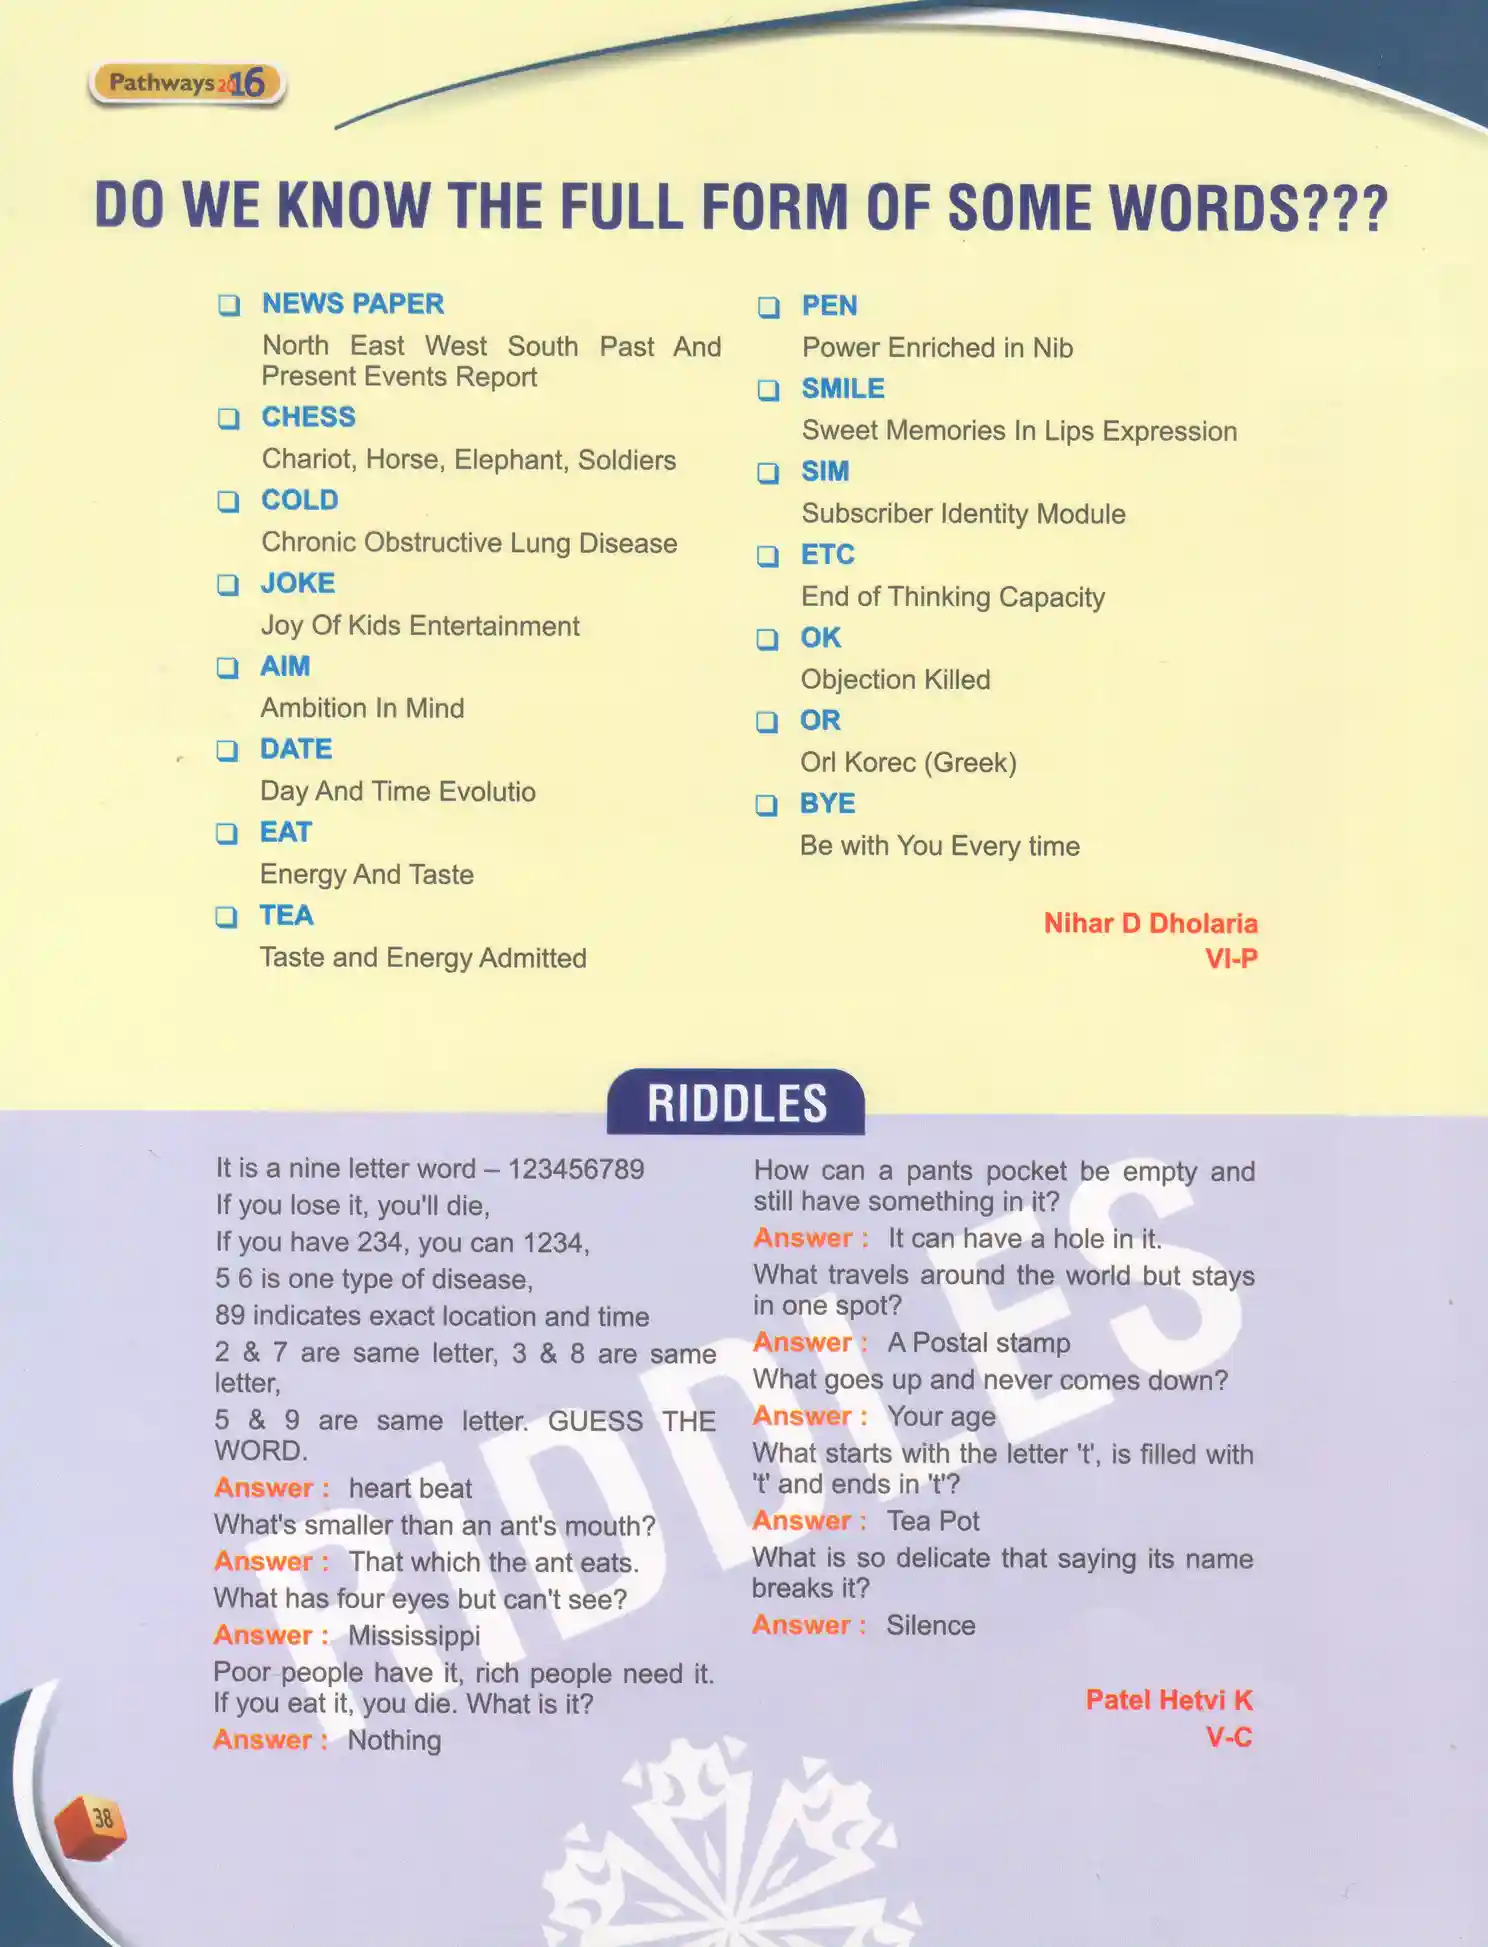 Pathways 2016
DO WE KNOW THE FULL FORM OF SOME WORDS???
NEWS PAPER
North East West South Past And
Present Events Report
CHESS
Chariot, Horse, Elephant, Soldiers
COLD
Chronic Obstructive Lung Disease
JOKE
Joy Of Kids Entertainment
AIM
Ambition In Mind
DATE
Day And Time Evolutio
EAT
Energy And Taste
TEA
Taste and Energy Admitted
PEN
Power Enriched in Nib
SMILE
Sweet Memories In Lips Expression
SIM
Subscriber Identity Module
ETC
End of Thinking Capacity
OK
Objection Killed
OR
Orl Korec (Greek)
BYE
Be with You Every time
Nihar D Dholaria
VI-P
RIDDLES
It is a nine letter word – 123456789
If you lose it, you'll die,
If you have 234, you can 1234,
5 6 is one type of disease,
89 indicates exact location and time
2 & 7 are same letter, 3 & 8 are same
letter,
5 & 9 are same letter. GUESS THE
WORD.
Answer : heart beat
What's smaller than an ant's mouth?
Answer : That which the ant eats.
What has four eyes but can't see?
Answer : Mississippi
Poor people have it, rich people need it.
If you eat it, you die. What is it?
Answer : Nothing
How can a pants pocket be empty and
still have something in it?
Answer : It can have a hole in it.
What travels around the world but stays
in one spot?
Answer : A Postal stamp
What goes up and never comes down?
Answer : Your age
What starts with the letter 't', is filled with
't' and ends in 't'?
Answer : Tea Pot
What is so delicate that saying its name
breaks it?
Answer : Silence
Patel Hetvi K
V-C
RIDDLES
38